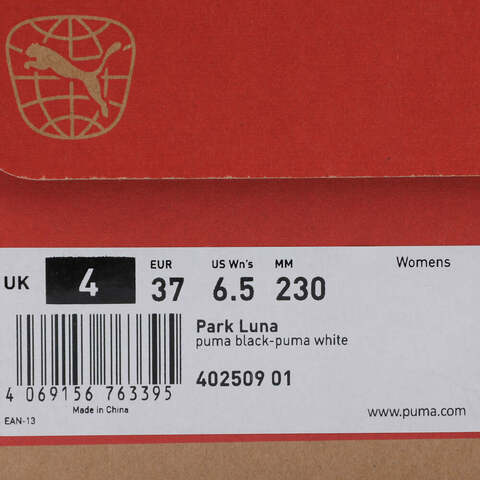 Womens
UK 4 EUR 37 US Wn's 6.5 MM 230
Park Luna
puma black-puma white
402509 01
4 069156 763395
Made in China
EAN-13
www.puma.com